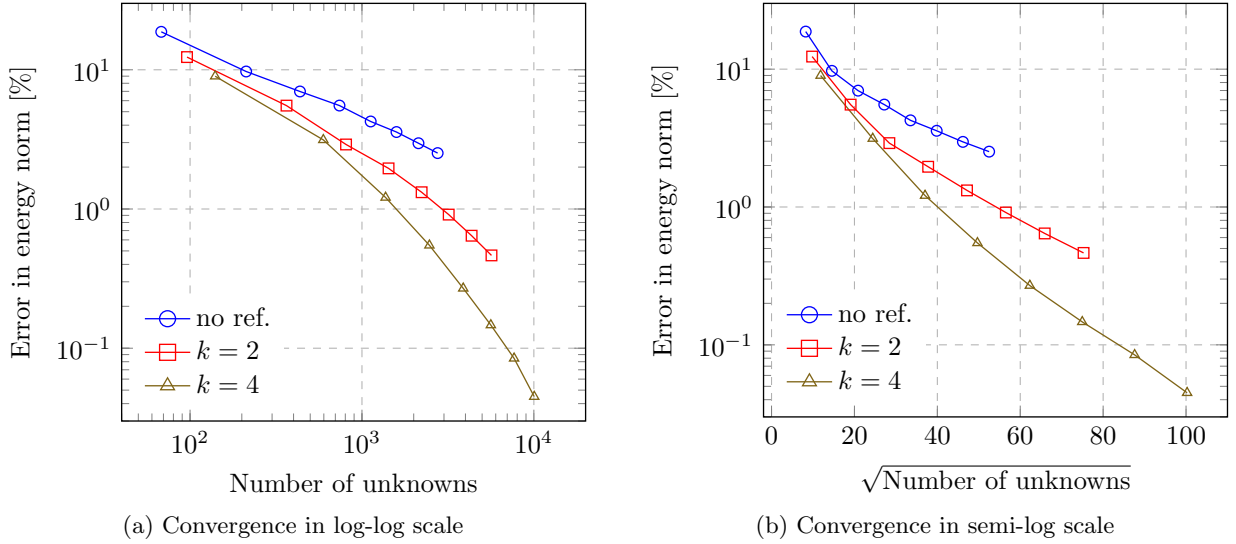 Error in energy norm [%]
10^1
10^0
10^{-1}
no ref.
k = 2
k = 4
10^2 10^3 10^4
Number of unknowns
(a) Convergence in log-log scale
Error in energy norm [%]
10^1
10^0
10^{-1}
no ref.
k = 2
k = 4
0 20 40 60 80 100
√Number of unknowns
(b) Convergence in semi-log scale